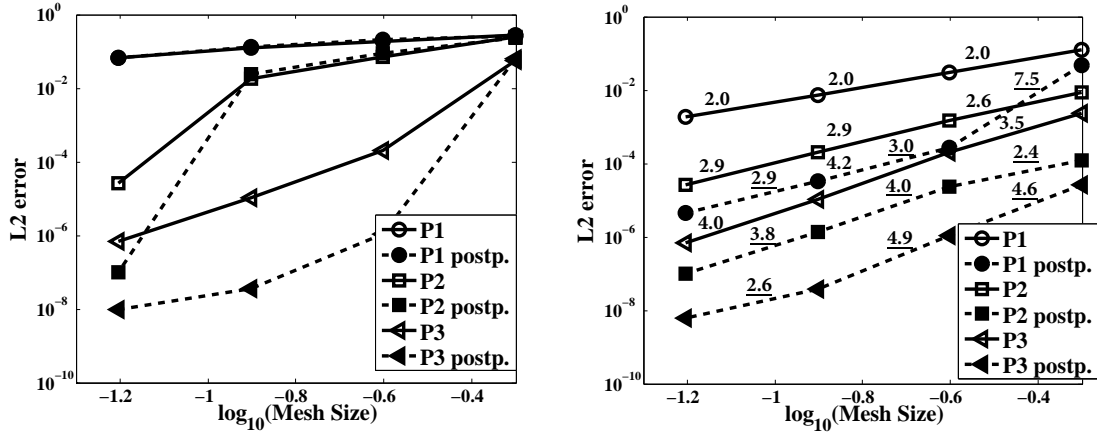 10^0
10^−2
10^−4
10^−6
10^−8
10^−10
L2 error
−1.2
−1
−0.8
−0.6
−0.4
log10(Mesh Size)
P1
P1 postp.
P2
P2 postp.
P3
P3 postp.
10^0
10^−2
10^−4
10^−6
10^−8
10^−10
L2 error
2.0
2.0
2.0
7.5
2.6
2.9
3.5
2.9
3.0
4.2
2.4
2.9
4.0
4.6
4.0
3.8
4.9
2.6
−1.2
−1
−0.8
−0.6
−0.4
log10(Mesh Size)
P1
P1 postp.
P2
P2 postp.
P3
P3 postp.